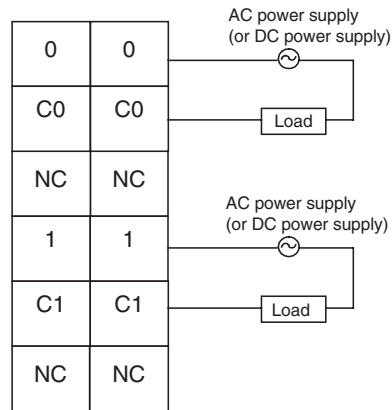 AC power supply
(or DC power supply)
0 0
C0 C0
Load
NC NC
AC power supply
(or DC power supply)
1 1
C1 C1
Load
NC NC